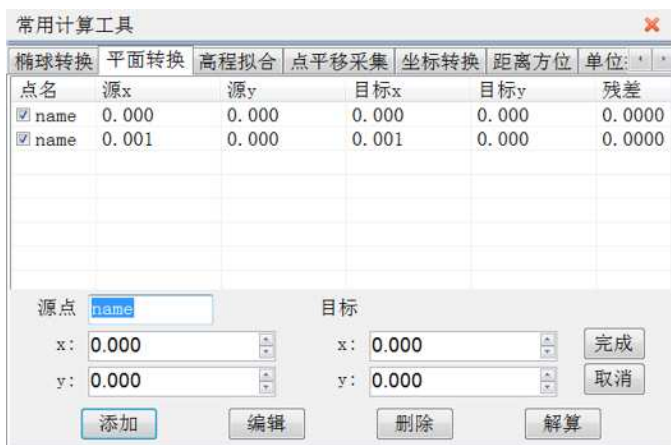 常用计算工具
椭球转换 平面转换 高程拟合 点平移采集 坐标转换 距离方位 单位
点名 源x 源y 目标x 目标y 残差
name 0.000 0.000 0.000 0.000 0.0000
name 0.001 0.000 0.001 0.000 0.0000
源点 name 目标
x: 0.000 x: 0.000 完成
y: 0.000 y: 0.000 取消
添加 编辑 删除 解算